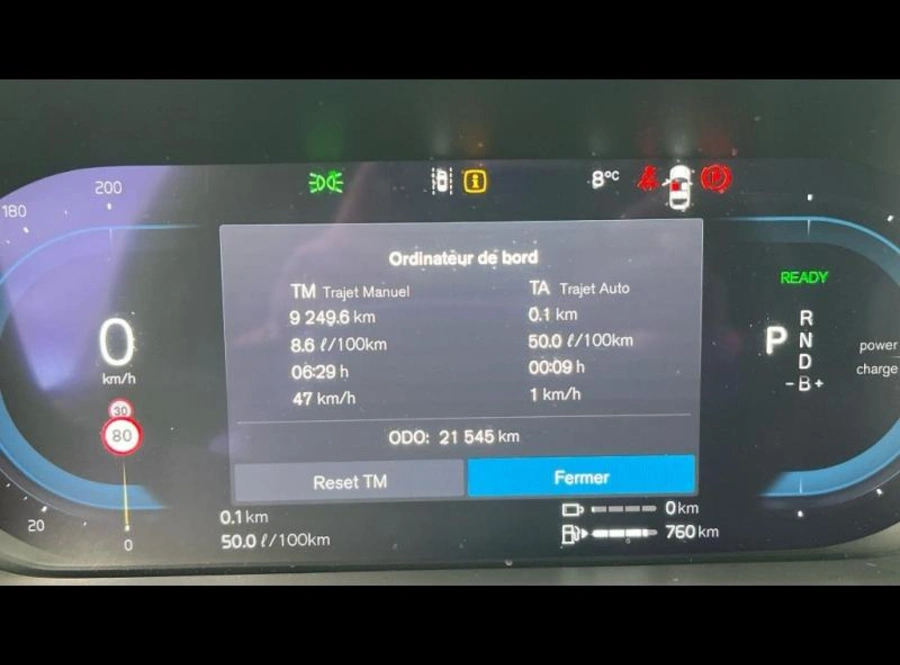 200
180
8°C
Ordinateur de bord
TM Trajet Manuel
9 249.6 km
8.6 ℓ/100km
06:29 h
47 km/h
TA Trajet Auto
0.1 km
50.0 ℓ/100km
00:09 h
1 km/h
ODO: 21 545 km
Reset TM
Fermer
0
km/h
30
80
20
0
0.1 km
50.0 ℓ/100km
0 km
760 km
READY
P
R
N
D
-B+
power
charge